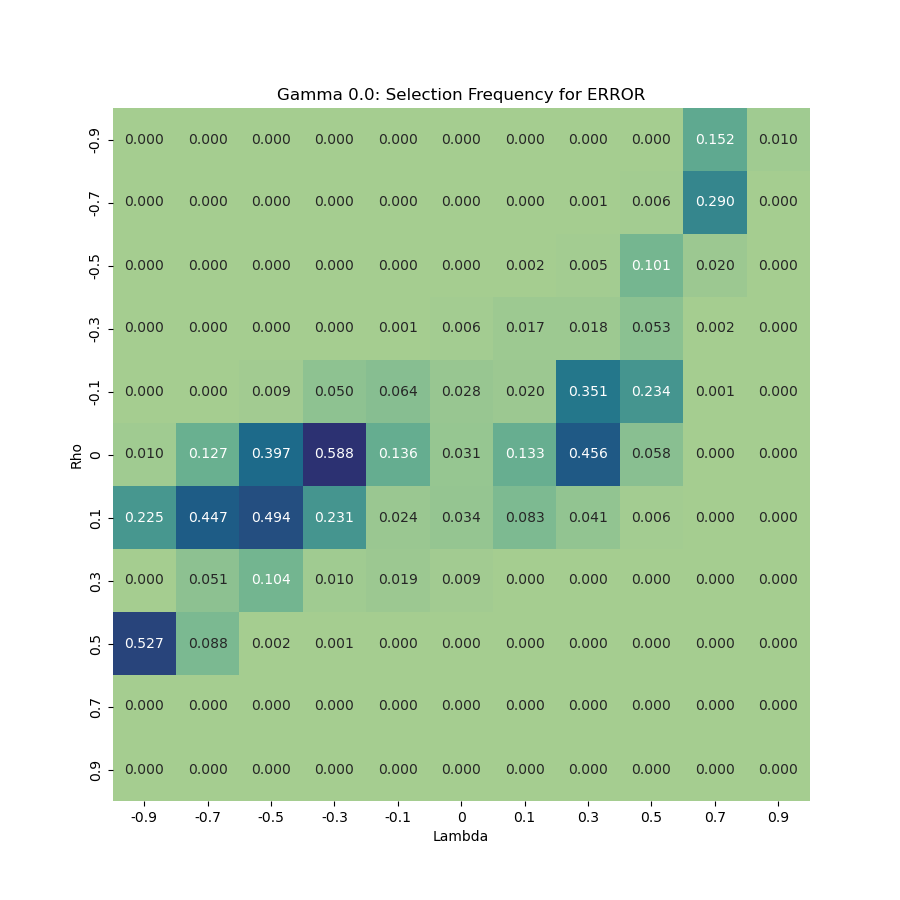 Gamma 0.0: Selection Frequency for ERROR
-0.9 0.000 0.000 0.000 0.000 0.000 0.000 0.000 0.000 0.000 0.152 0.010
-0.7 0.000 0.000 0.000 0.000 0.000 0.000 0.000 0.001 0.006 0.290 0.000
-0.5 0.000 0.000 0.000 0.000 0.000 0.000 0.002 0.005 0.101 0.020 0.000
-0.3 0.000 0.000 0.000 0.000 0.001 0.006 0.017 0.018 0.053 0.002 0.000
-0.1 0.000 0.000 0.009 0.050 0.064 0.028 0.020 0.351 0.234 0.001 0.000
Rho
0 0.010 0.127 0.397 0.588 0.136 0.031 0.133 0.456 0.058 0.000 0.000
0.1 0.225 0.447 0.494 0.231 0.024 0.034 0.083 0.041 0.006 0.000 0.000
0.3 0.000 0.051 0.104 0.010 0.019 0.009 0.000 0.000 0.000 0.000 0.000
0.5 0.527 0.088 0.002 0.001 0.000 0.000 0.000 0.000 0.000 0.000 0.000
0.7 0.000 0.000 0.000 0.000 0.000 0.000 0.000 0.000 0.000 0.000 0.000
0.9 0.000 0.000 0.000 0.000 0.000 0.000 0.000 0.000 0.000 0.000 0.000
-0.9 -0.7 -0.5 -0.3 -0.1 0 0.1 0.3 0.5 0.7 0.9
Lambda